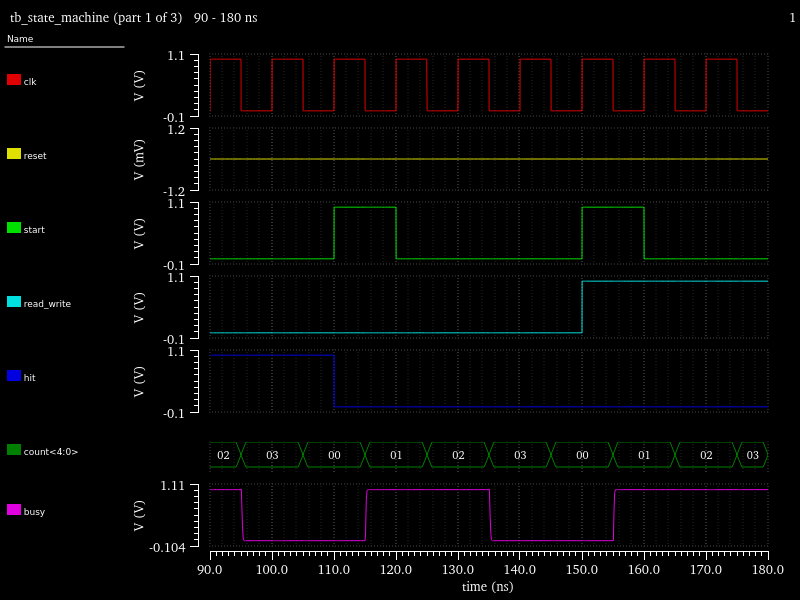 tb_state_machine (part 1 of 3) 90 - 180 ns 1
Name
clk
V (V)
1.1
-0.1
reset
V (mV)
1.2
-1.2
start
V (V)
1.1
-0.1
read_write
V (V)
1.1
-0.1
hit
V (V)
1.1
-0.1
count<4:0>
02 03 00 01 02 03 00 01 02 03
busy
V (V)
1.11
-0.104
90.0 100.0 110.0 120.0 130.0 140.0 150.0 160.0 170.0 180.0
time (ns)